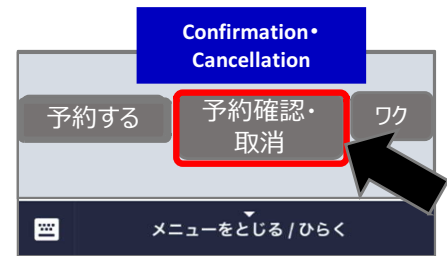 Confirmation・
Cancellation
予約する
予約確認・
取消
ワク
メニューをとじる / ひらく